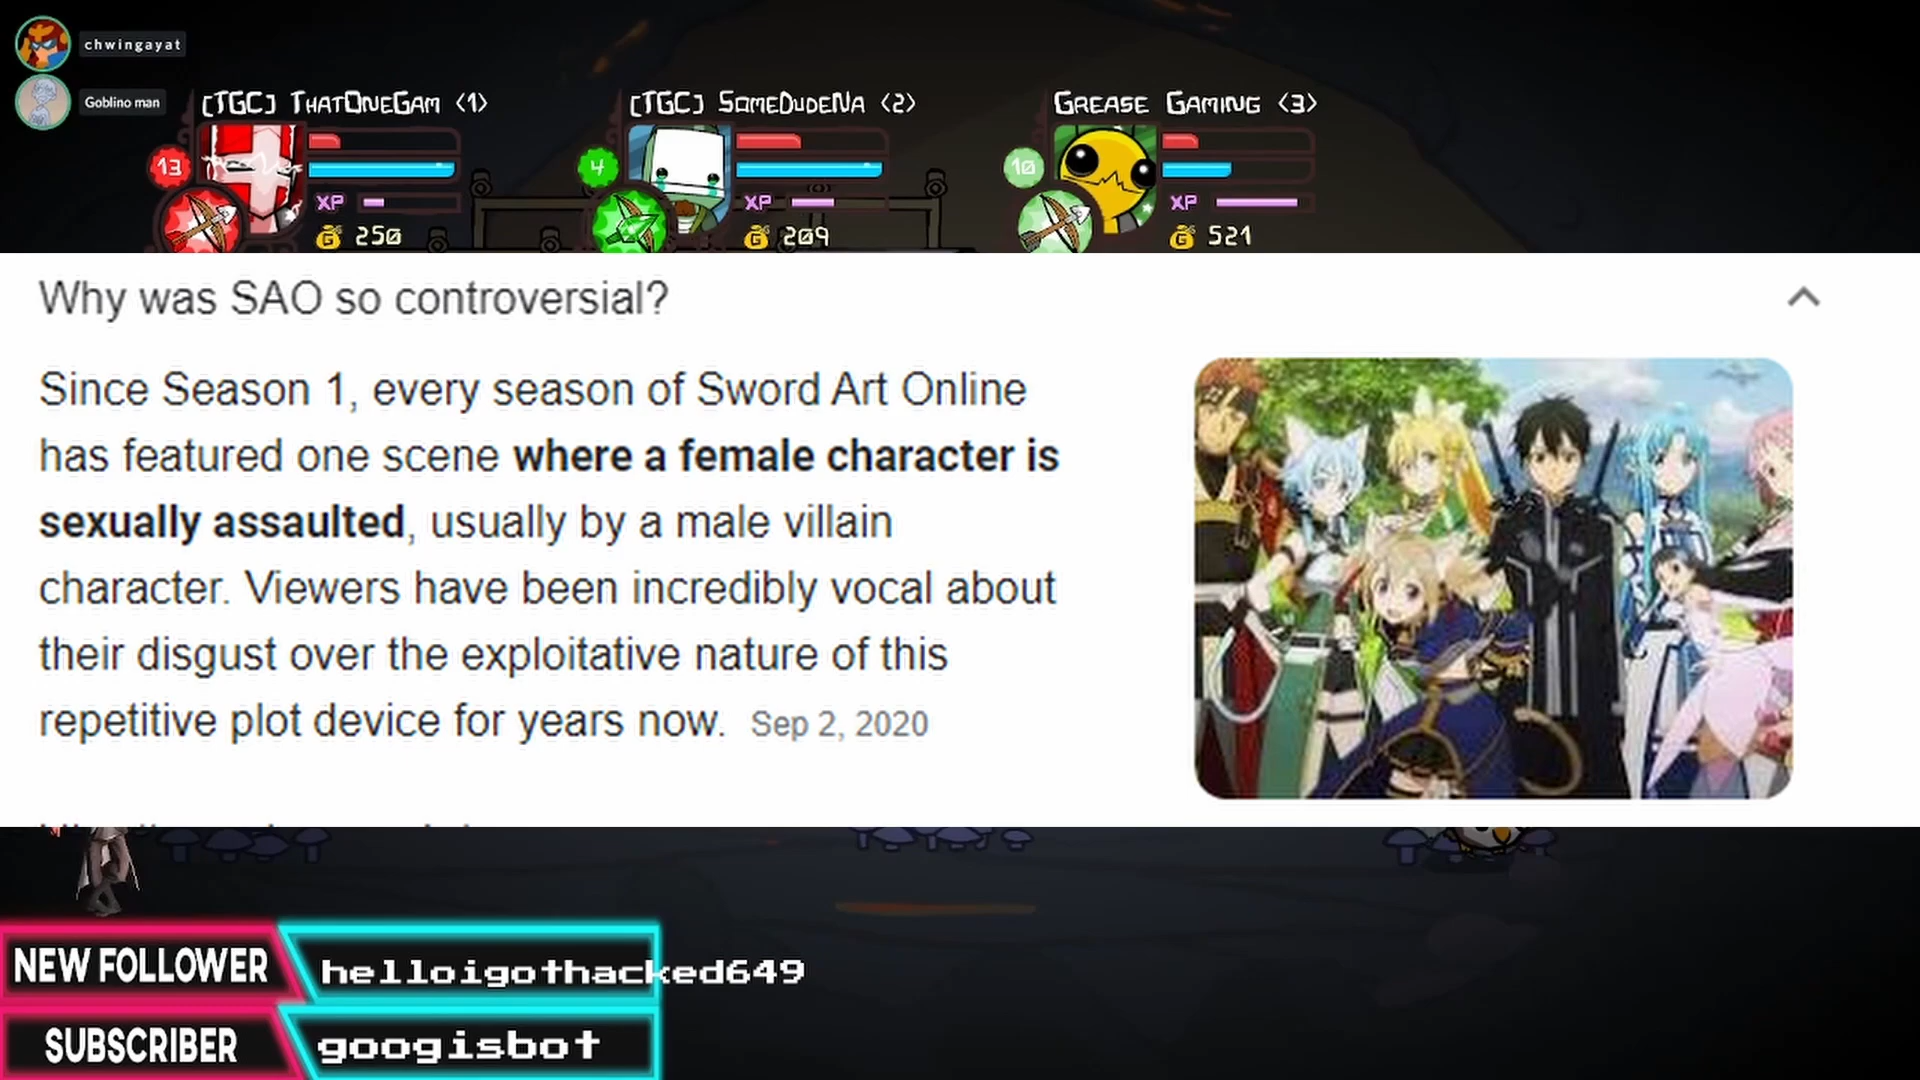 chwingayat
Goblino man
[TGC] ThatOneGam <1>
[TGC] SomeDudeNa <2>
Grease Gaming <3>
13
4
10
XP
XP
XP
G 250
G 209
G 521
Why was SAO so controversial?
Since Season 1, every season of Sword Art Online
has featured one scene where a female character is
sexually assaulted, usually by a male villain
character. Viewers have been incredibly vocal about
their disgust over the exploitative nature of this
repetitive plot device for years now. Sep 2, 2020
NEW FOLLOWER helloigothacked649
SUBSCRIBER googisbot